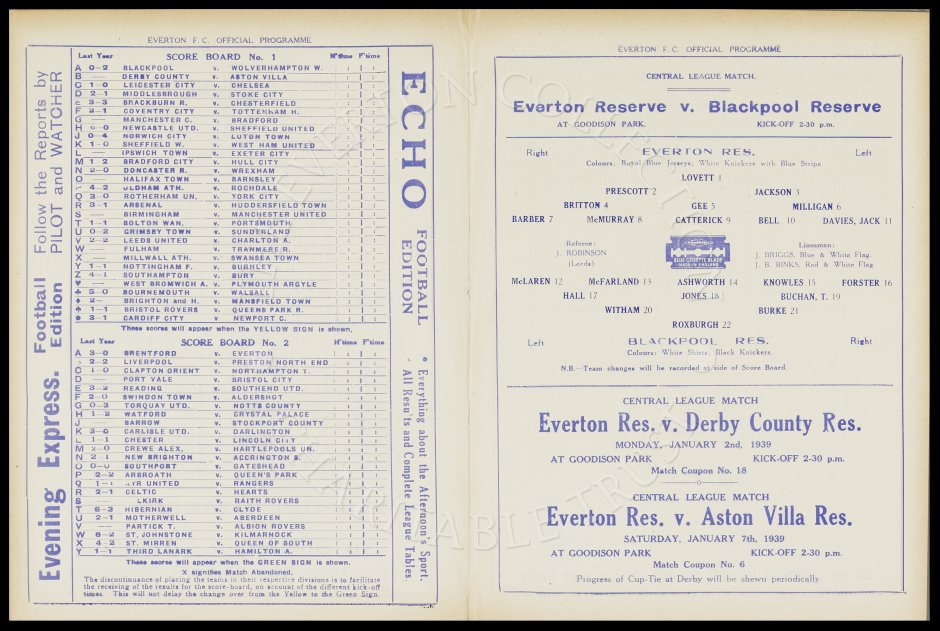 EVERTON F.C. OFFICIAL PROGRAMME
Evening Express. Football Edition
Follow the Reports by PILOT and WATCHER
Last Year SCORE BOARD No. 1 H'time F'time
A 0–2 BLACKPOOL v. WOLVERHAMPTON W.
B — DERBY COUNTY v. ASTON VILLA
C 1–0 LEICESTER CITY v. CHELSEA
D 2–1 MIDDLESBROUGH v. STOKE CITY
E 3–3 BLACKBURN R. v. CHESTERFIELD
F 2–1 COVENTRY CITY v. TOTTENHAM H.
G — MANCHESTER C. v. BRADFORD
H 0–0 NEWCASTLE UTD. v. SHEFFIELD UNITED
J 0–4 NORWICH CITY v. LUTON TOWN
K 1–0 SHEFFIELD W. v. WEST HAM UNITED
L — IPSWICH TOWN v. EXETER CITY
M 1–2 BRADFORD CITY v. HULL CITY
N 2–0 DONCASTER R. v. WREXHAM
O — HALIFAX TOWN v. BARNSLEY
4–2 OLDHAM ATH. v. ROCHDALE
Q 3–0 ROTHERHAM UN. v. YORK CITY
R 3–1 ARSENAL v. HUDDERSFIELD TOWN
S — BIRMINGHAM v. MANCHESTER UNITED
T 1–1 BOLTON WAN. v. PORTSMOUTH
U 0–2 GRIMSBY TOWN v. SUNDERLAND
V 2–2 LEEDS UNITED v. CHARLTON A.
W — FULHAM v. TRANMERE R.
X — MILLWALL ATH. v. SWANSEA TOWN
Y 1–1 NOTTINGHAM F. v. BURNLEY
Z 4–1 SOUTHAMPTON v. BURY
♥ — WEST BROMWICH A. v. PLYMOUTH ARGYLE
♣ 5–0 BOURNEMOUTH v. WALSALL
♦ 2– BRIGHTON and H. v. MANSFIELD TOWN
♠ 1–1 BRISTOL ROVERS v. QUEENS PARK R.
● 3–1 CARDIFF CITY v. NEWPORT C.
These scores will appear when the YELLOW SIGN is shown.
Last Year SCORE BOARD No. 2 H'time F'time
A 3–0 BRENTFORD v. EVERTON
2–2 LIVERPOOL v. PRESTON NORTH END
C 1–0 CLAPTON ORIENT v. NORTHAMPTON T.
D — PORT VALE v. BRISTOL CITY
E 3–2 READING v. SOUTHEND UTD.
F 2–0 SWINDON TOWN v. ALDERSHOT
G 0–3 TORQUAY UTD. v. NOTTS COUNTY
H 1–2 WATFORD v. CRYSTAL PALACE
J — BARROW v. STOCKPORT COUNTY
K 3–0 CARLISLE UTD. v. DARLINGTON
L 1–1 CHESTER v. LINCOLN CITY
M 2–0 CREWE ALEX. v. HARTLEPOOLS UN.
N 2–1 NEW BRIGHTON v. ACCRINGTON S.
O 0–0 SOUTHPORT v. GATESHEAD
P 2–2 ARBROATH v. QUEEN'S PARK
Q 1–1 AYR UNITED v. RANGERS
R 2–1 CELTIC v. HEARTS
S — LKIRK v. RAITH ROVERS
T 6–3 HIBERNIAN v. CLYDE
U 2–1 MOTHERWELL v. ABERDEEN
V — PARTICK T. v. ALBION ROVERS
W 6–2 ST. JOHNSTONE v. KILMARNOCK
X 4–2 ST. MIRREN v. QUEEN OF SOUTH
Y 1–1 THIRD LANARK v. HAMILTON A.
These scores will appear when the GREEN SIGN is shown.
X signifies Match Abandoned.
The discontinuance of placing the teams in their respective divisions is to facilitate
the receiving of the results for the score-board, on account of the different kick-off
times. This will not delay the change over from the Yellow to the Green Sign.
ECHO FOOTBALL EDITION
● Everything about the Afternoon's Sport.
All Results and Complete League Tables.
EVERTON F.C. OFFICIAL PROGRAMME
CENTRAL LEAGUE MATCH.
Everton Reserve v. Blackpool Reserve
AT GOODISON PARK. KICK-OFF 2-30 p.m.
Right EVERTON RES. Left
Colours: Royal Blue Jerseys; White Knickers with Blue Stripe.
LOVETT 1
PRESCOTT 2 JACKSON 3
BRITTON 4 GEE 5 MILLIGAN 6
BARBER 7 McMURRAY 8 CATTERICK 9 BELL 10 DAVIES, JACK 11
Referee: J. ROBINSON (Leeds)
BLUE GILLETTE BLADE
MADE IN ENGLAND
Linesmen:
J. BRIGGS, Blue & White Flag.
J. B. BINKS, Red & White Flag.
McLAREN 12 McFARLAND 13 ASHWORTH 14 KNOWLES 15 FORSTER 16
HALL 17 JONES 18 BUCHAN, T. 19
WITHAM 20 BURKE 21
ROXBURGH 22
Left BLACKPOOL RES. Right
Colours: White Shirts; Black Knickers.
N.B.—Team changes will be recorded at side of Score Board.
CENTRAL LEAGUE MATCH
Everton Res. v. Derby County Res.
MONDAY, JANUARY 2nd, 1939
AT GOODISON PARK KICK-OFF 2-30 p.m.
Match Coupon No. 18
CENTRAL LEAGUE MATCH
Everton Res. v. Aston Villa Res.
SATURDAY, JANUARY 7th, 1939
AT GOODISON PARK KICK-OFF 2-30 p.m.
Match Coupon No. 6
Progress of Cup-Tie at Derby will be shewn periodically.
EVERTON COLLECTION
CHARITABLE TRUST